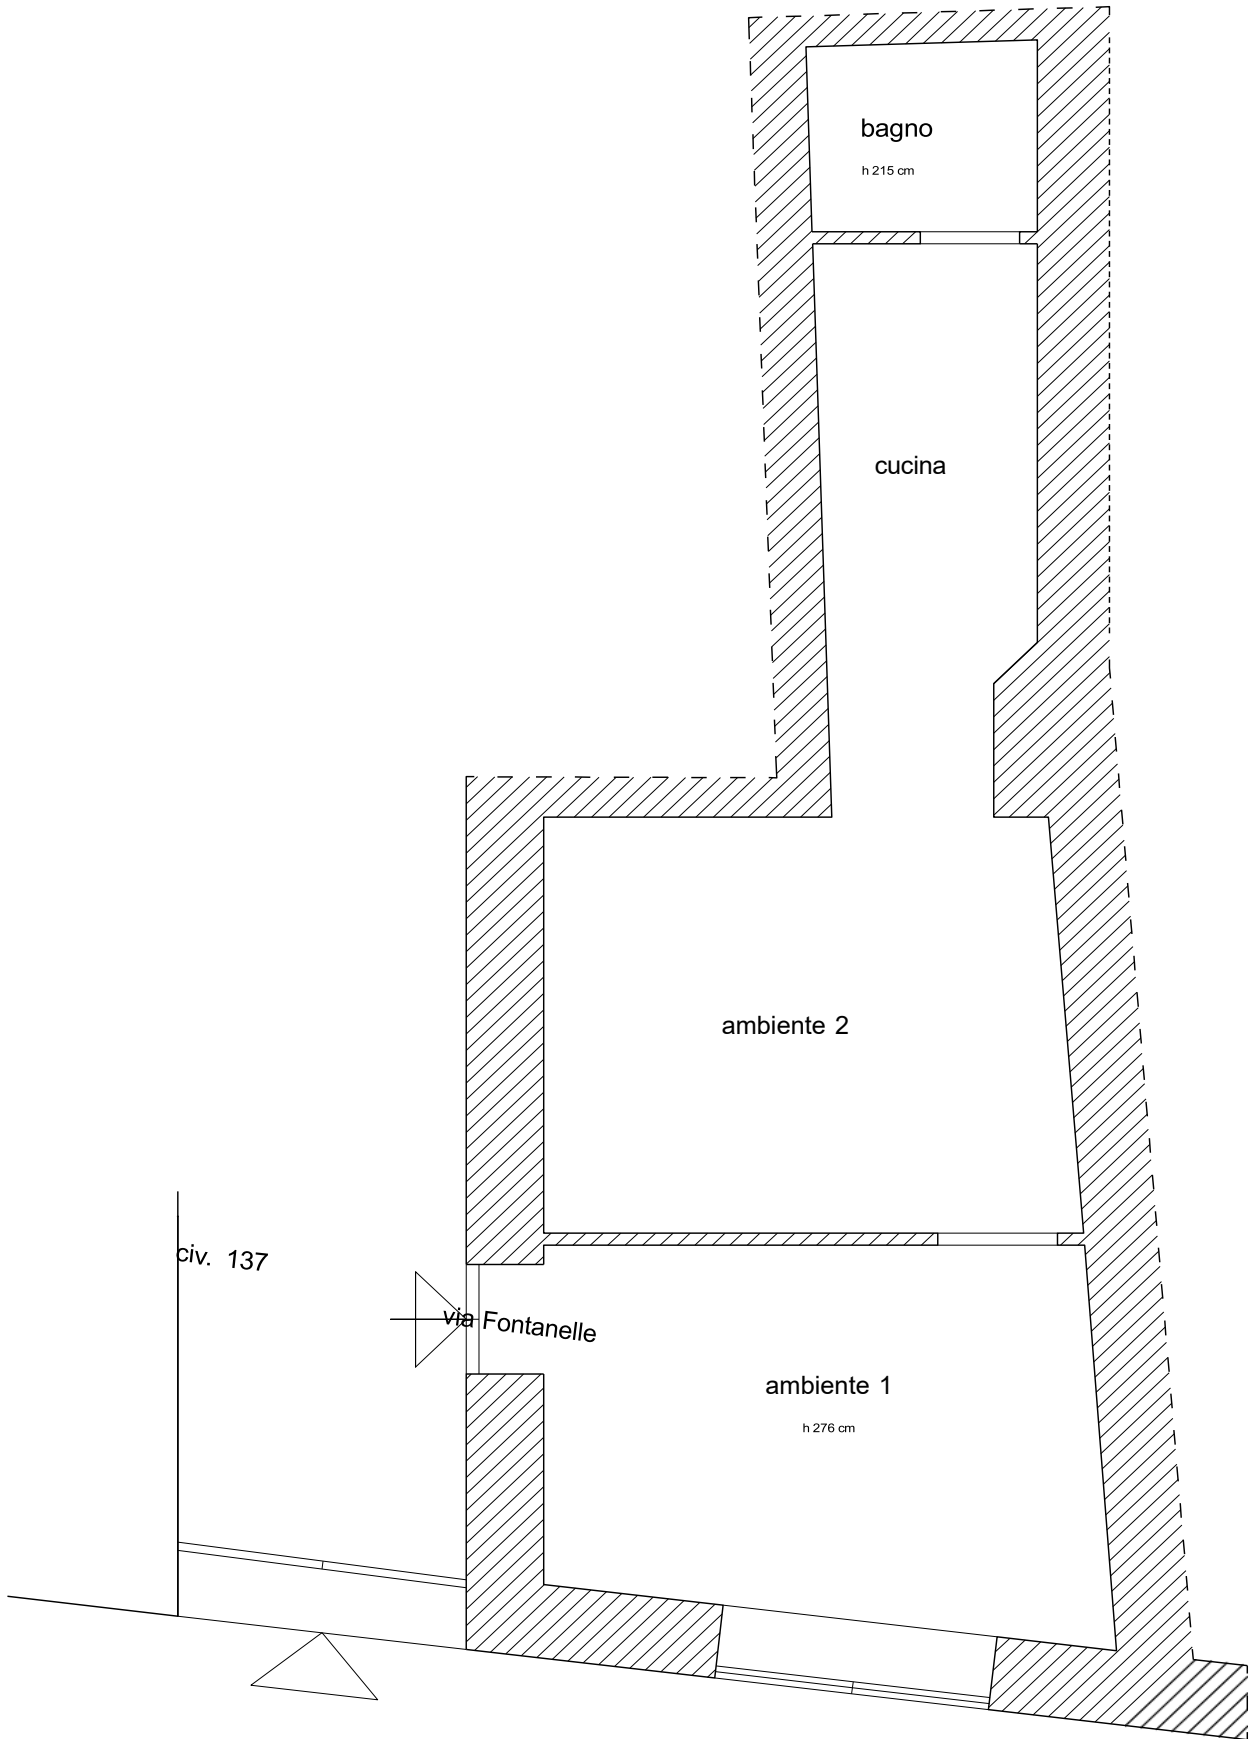 bagno
h 215 cm
cucina
ambiente 2
civ. 137
via Fontanelle
ambiente 1
h 276 cm